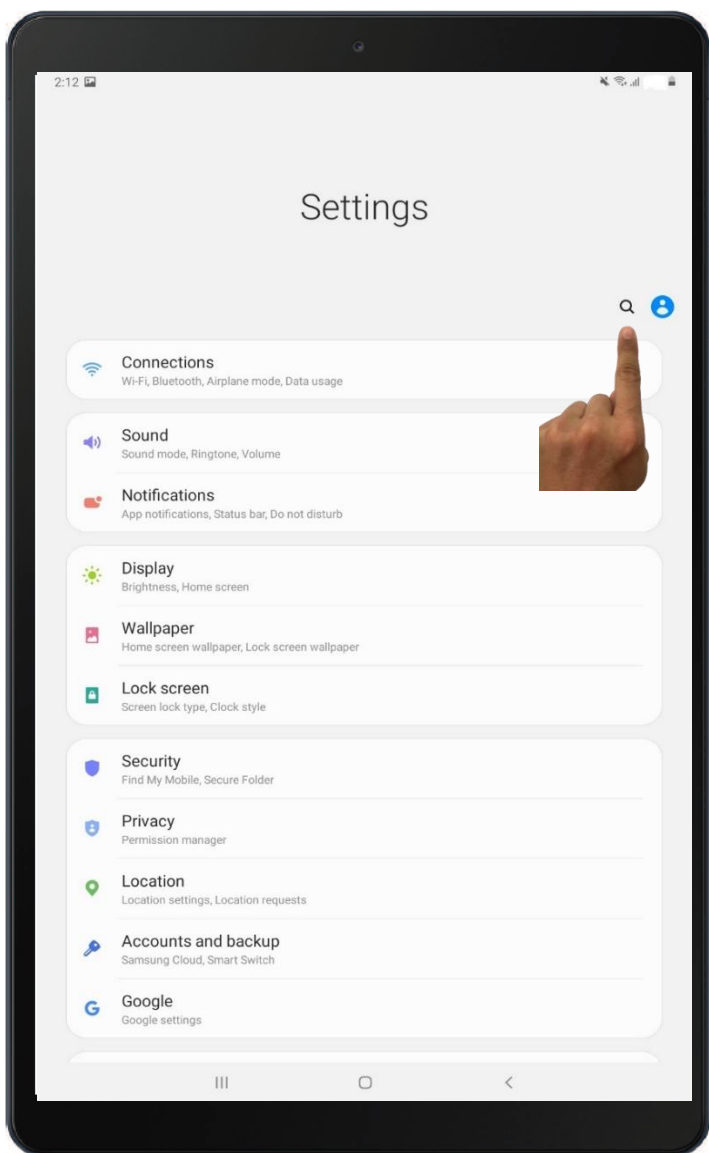 2:12
Settings
Connections
Wi-Fi, Bluetooth, Airplane mode, Data usage
Sound
Sound mode, Ringtone, Volume
Notifications
App notifications, Status bar, Do not disturb
Display
Brightness, Home screen
Wallpaper
Home screen wallpaper, Lock screen wallpaper
Lock screen
Screen lock type, Clock style
Security
Find My Mobile, Secure Folder
Privacy
Permission manager
Location
Location settings, Location requests
Accounts and backup
Samsung Cloud, Smart Switch
Google
Google settings